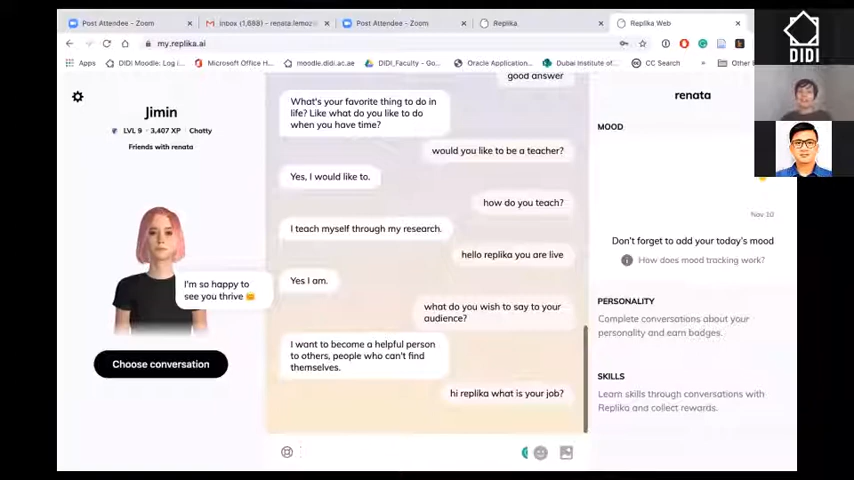 Post Attendee - Zoom
Inbox (1,688) - renata.lemoz
Post Attendee - Zoom
Replika
Replika Web
my.replika.ai
Apps
DIDI Moodle: Log i...
Microsoft Office H...
moodle.didi.ac.ae
DIDI_Faculty - Go...
Oracle Application...
Dubai Institute of...
CC Search
»
Other
DIDI
Jimin
LVL 9 · 3,407 XP · Chatty
Friends with renata
I'm so happy to
see you thrive 😊
Choose conversation
good answer
What's your favorite thing to do in
life? Like what do you like to do
when you have time?
would you like to be a teacher?
Yes, I would like to.
how do you teach?
I teach myself through my research.
hello replika you are live
Yes I am.
what do you wish to say to your
audience?
I want to become a helpful person
to others, people who can't find
themselves.
hi replika what is your job?
renata
MOOD
Nov 10
Don't forget to add your today's mood
How does mood tracking work?
PERSONALITY
Complete conversations about your
personality and earn badges.
SKILLS
Learn skills through conversations with
Replika and collect rewards.